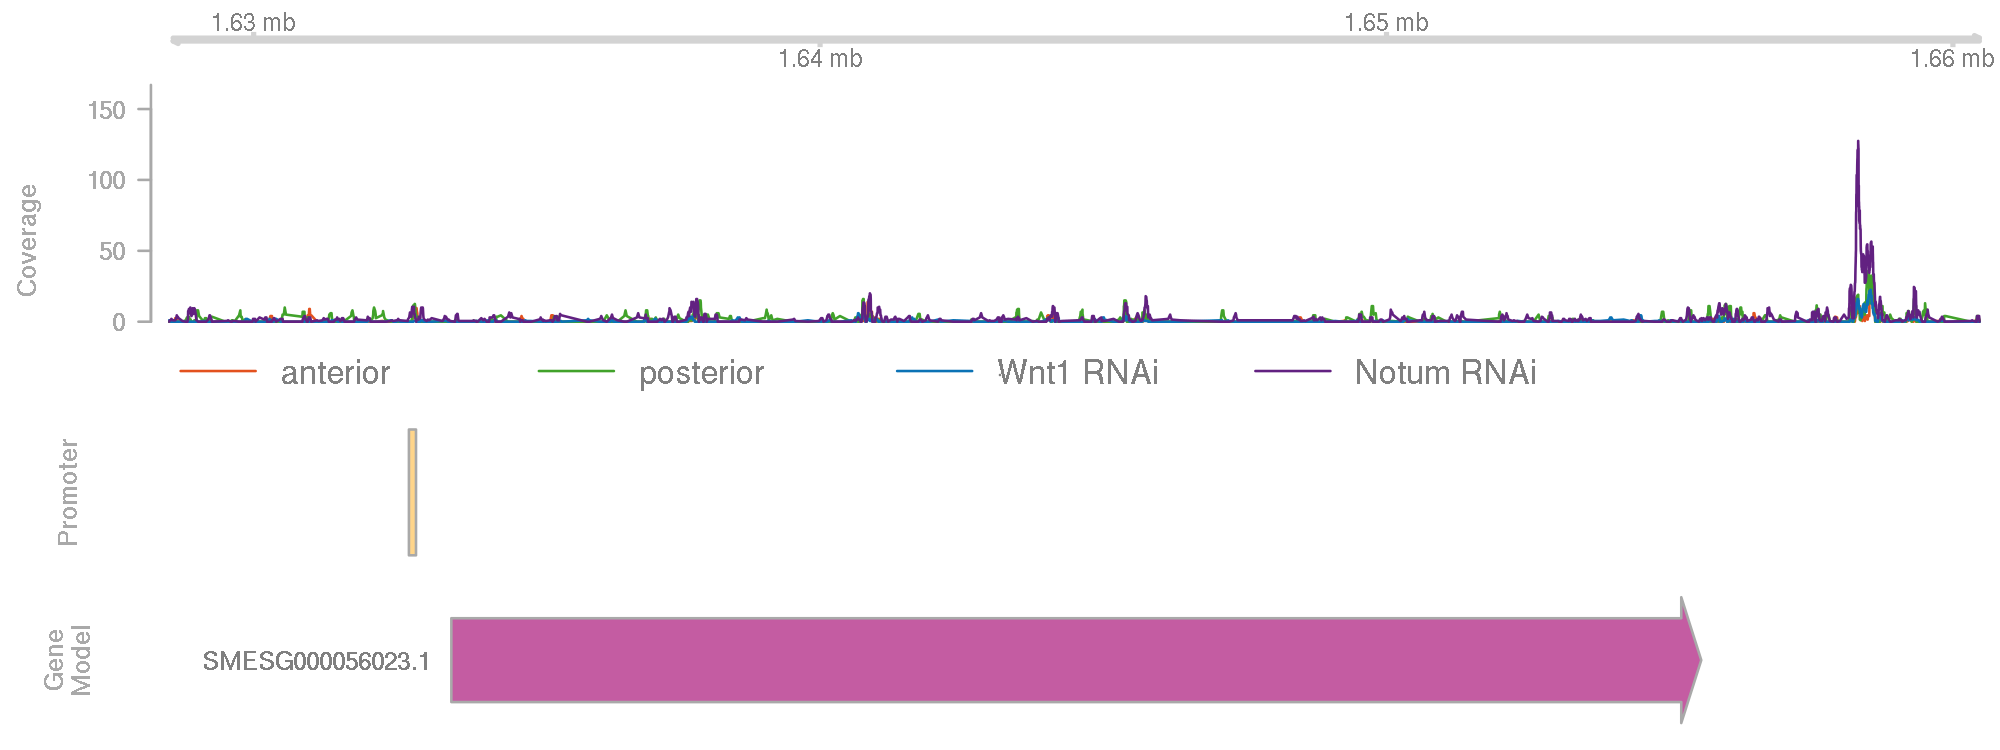 1.63 mb
1.65 mb
1.64 mb
1.66 mb
150
100
50
0
Coverage
anterior
posterior
Wnt1 RNAi
Notum RNAi
Promoter
Gene
Model
SMESG000056023.1